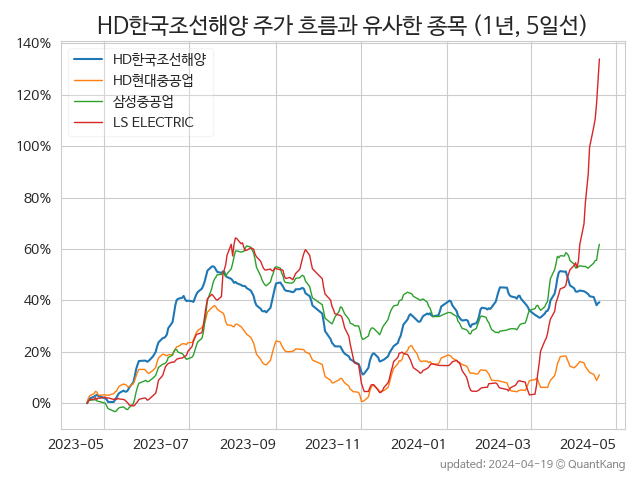 HD한국조선해양 주가 흐름과 유사한 종목 (1년, 5일선)
HD한국조선해양
HD현대중공업
삼성중공업
LS ELECTRIC
140%
120%
100%
80%
60%
40%
20%
0%
2023-05 2023-07 2023-09 2023-11 2024-01 2024-03 2024-05
updated: 2024-04-19 © QuantKang